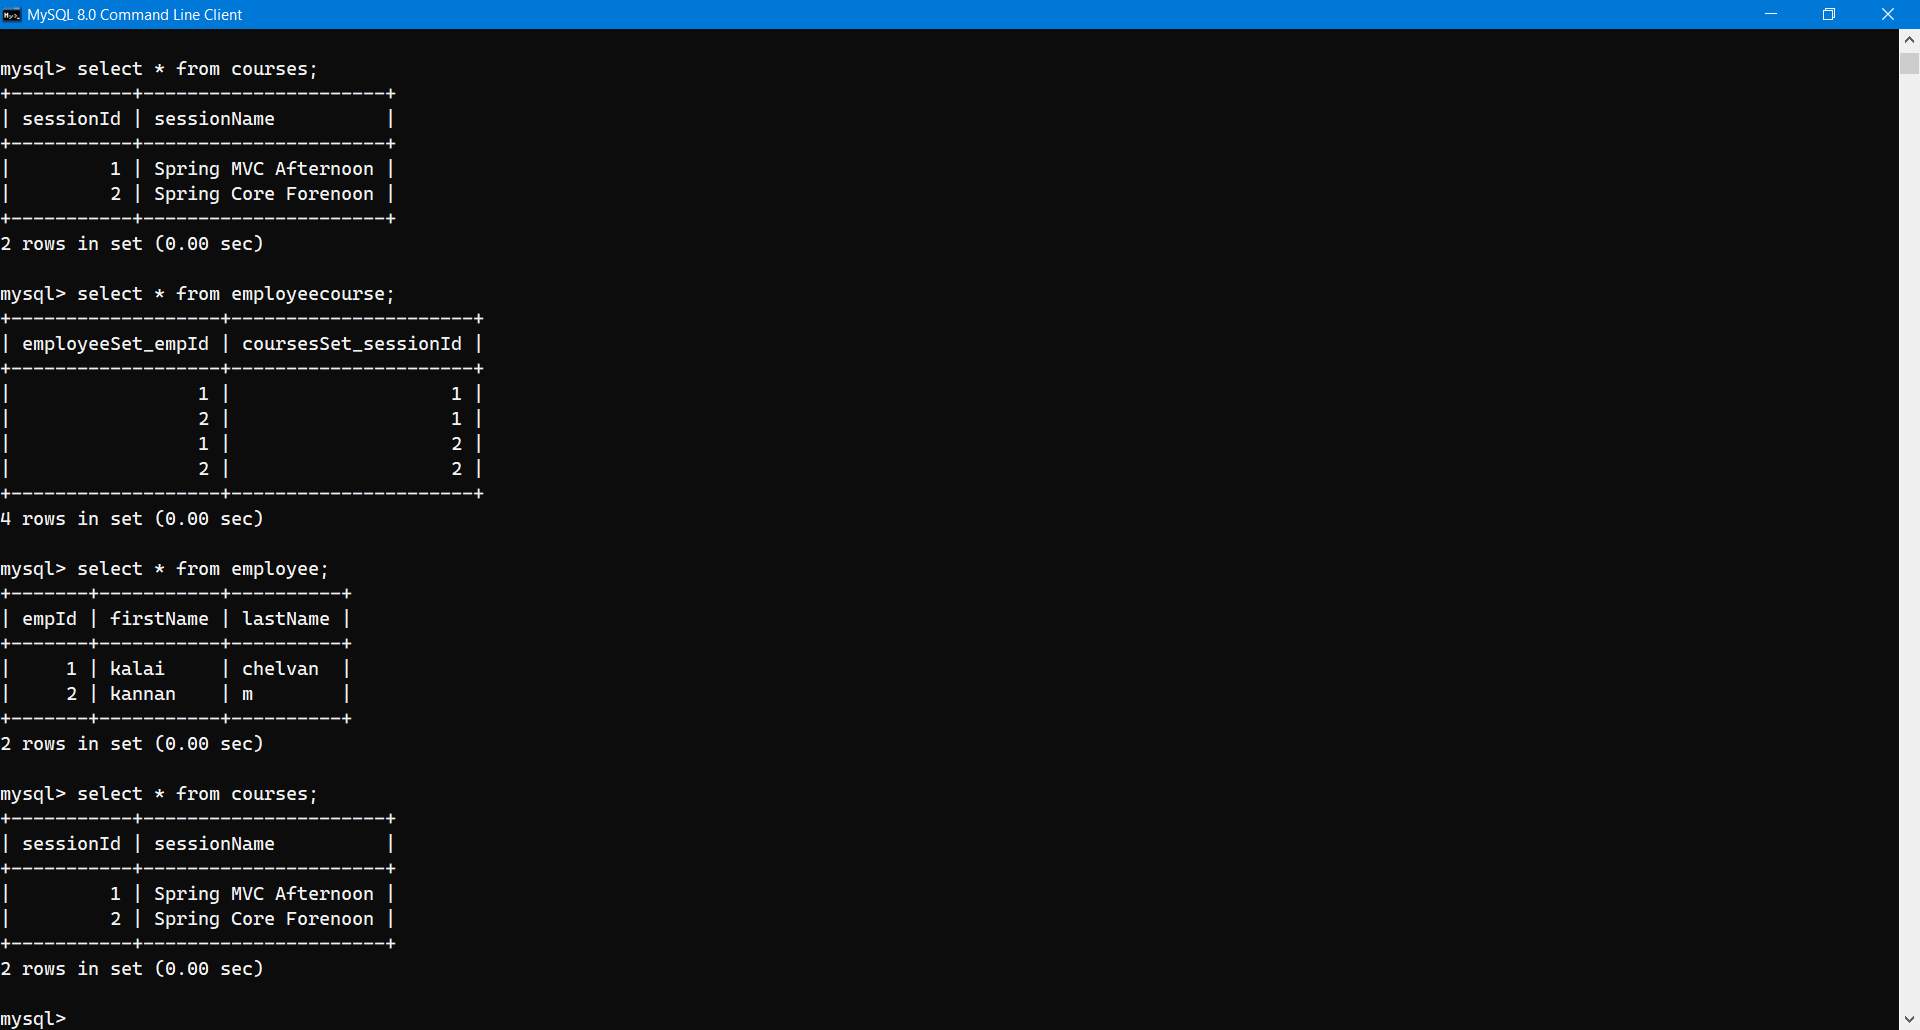 MySQL 8.0 Command Line Client
mysql> select * from courses;
+-----------+----------------------+
| sessionId | sessionName          |
+-----------+----------------------+
|         1 | Spring MVC Afternoon |
|         2 | Spring Core Forenoon |
+-----------+----------------------+
2 rows in set (0.00 sec)
mysql> select * from employeecourse;
+-------------------+----------------------+
| employeeSet_empId | coursesSet_sessionId |
+-------------------+----------------------+
|                 1 |                    1 |
|                 2 |                    1 |
|                 1 |                    2 |
|                 2 |                    2 |
+-------------------+----------------------+
4 rows in set (0.00 sec)
mysql> select * from employee;
+-------+-----------+----------+
| empId | firstName | lastName |
+-------+-----------+----------+
|     1 | kalai     | chelvan  |
|     2 | kannan    | m        |
+-------+-----------+----------+
2 rows in set (0.00 sec)
mysql> select * from courses;
+-----------+----------------------+
| sessionId | sessionName          |
+-----------+----------------------+
|         1 | Spring MVC Afternoon |
|         2 | Spring Core Forenoon |
+-----------+----------------------+
2 rows in set (0.00 sec)
mysql>